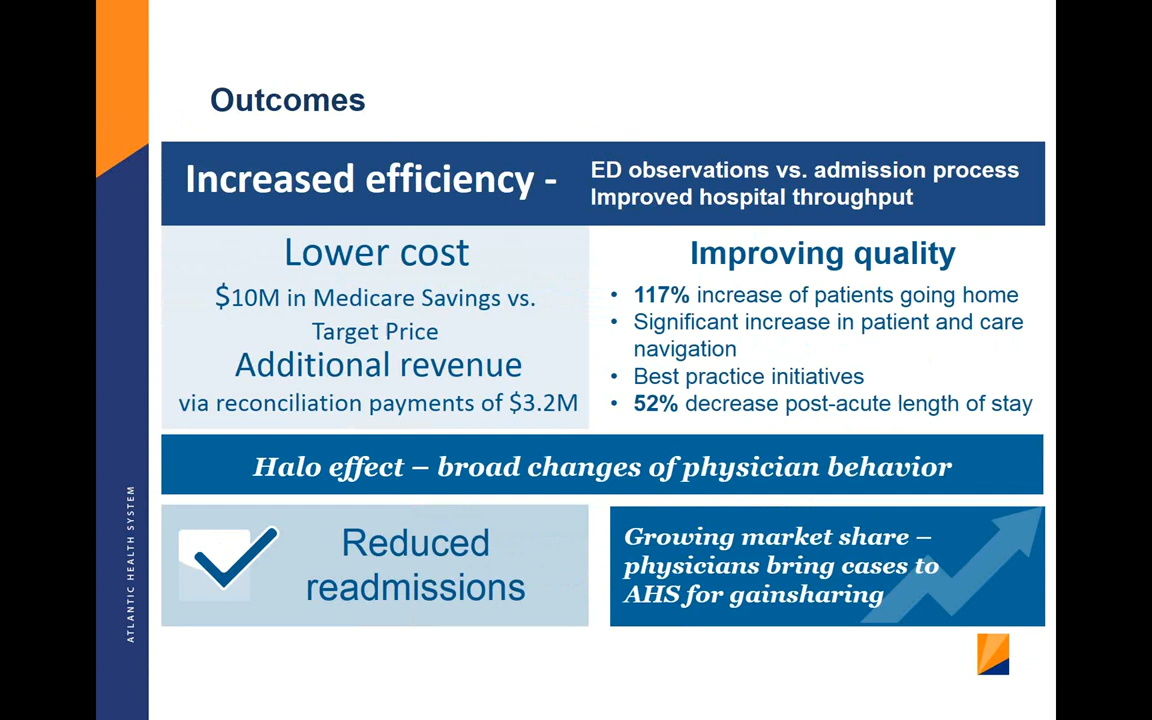 Outcomes
Increased efficiency -
ED observations vs. admission process
Improved hospital throughput
Lower cost
$10M in Medicare Savings vs.
Target Price
Additional revenue
via reconciliation payments of $3.2M
Improving quality
• 117% increase of patients going home
• Significant increase in patient and care
navigation
• Best practice initiatives
• 52% decrease post-acute length of stay
Halo effect – broad changes of physician behavior
Reduced
readmissions
Growing market share –
physicians bring cases to
AHS for gainsharing
ATLANTIC HEALTH SYSTEM